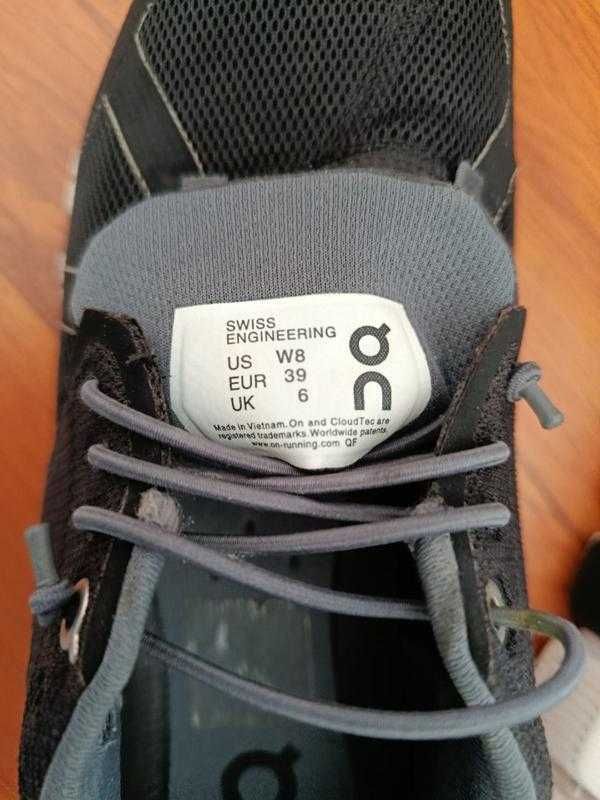 SWISS
ENGINEERING
US W8
EUR 39
UK 6
On
Made in Vietnam. On and CloudTec are
registered trademarks. Worldwide patents.
www.on-running.com QF